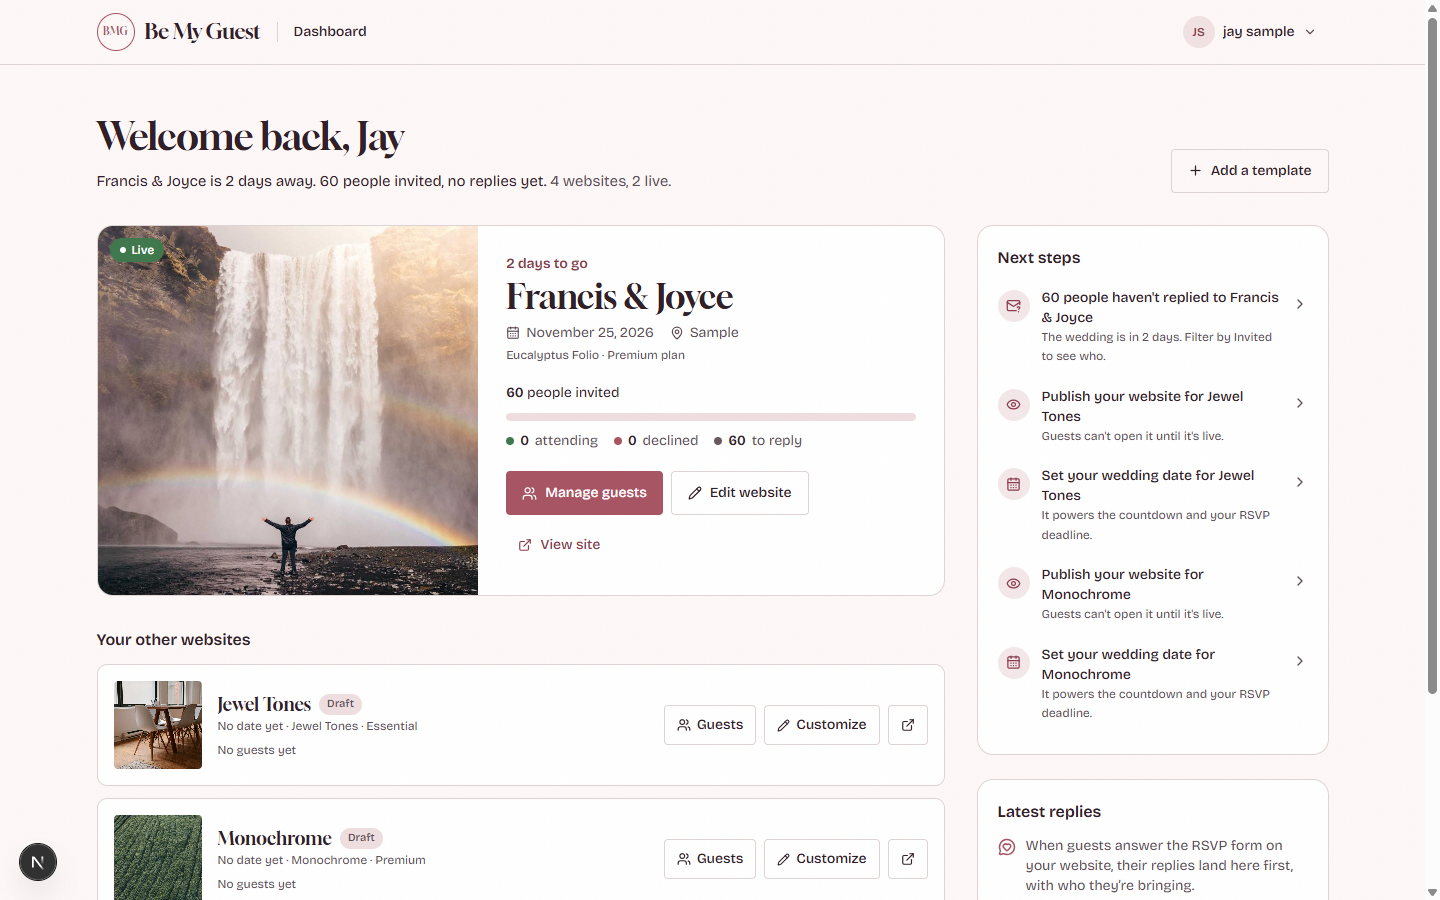 BMG
Be My Guest
Dashboard
JS
jay sample
Welcome back, Jay
Francis & Joyce is 2 days away. 60 people invited, no replies yet. 4 websites, 2 live.
Add a template
Live
2 days to go
Francis & Joyce
November 25, 2026
Sample
Eucalyptus Folio · Premium plan
60 people invited
0 attending
0 declined
60 to reply
Manage guests
Edit website
View site
Next steps
60 people haven't replied to Francis
& Joyce
The wedding is in 2 days. Filter by Invited
to see who.
Publish your website for Jewel
Tones
Guests can't open it until it's live.
Set your wedding date for Jewel
Tones
It powers the countdown and your RSVP
deadline.
Publish your website for
Monochrome
Guests can't open it until it's live.
Set your wedding date for
Monochrome
It powers the countdown and your RSVP
deadline.
Your other websites
Jewel Tones
Draft
No date yet · Jewel Tones · Essential
No guests yet
Guests
Customize
Monochrome
Draft
No date yet · Monochrome · Premium
No guests yet
Guests
Customize
Latest replies
When guests answer the RSVP form on
your website, their replies land here first,
with who they're bringing.
N